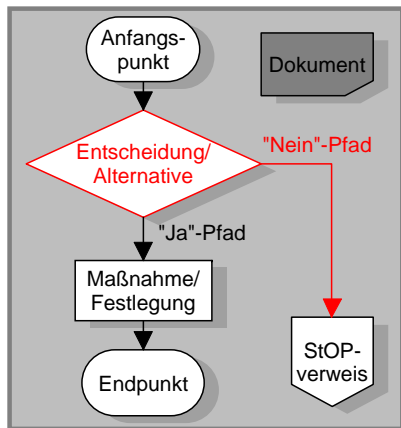 Anfangs-
punkt
Dokument
Entscheidung/
Alternative
"Nein"-Pfad
"Ja"-Pfad
Maßnahme/
Festlegung
StOP-
verweis
Endpunkt